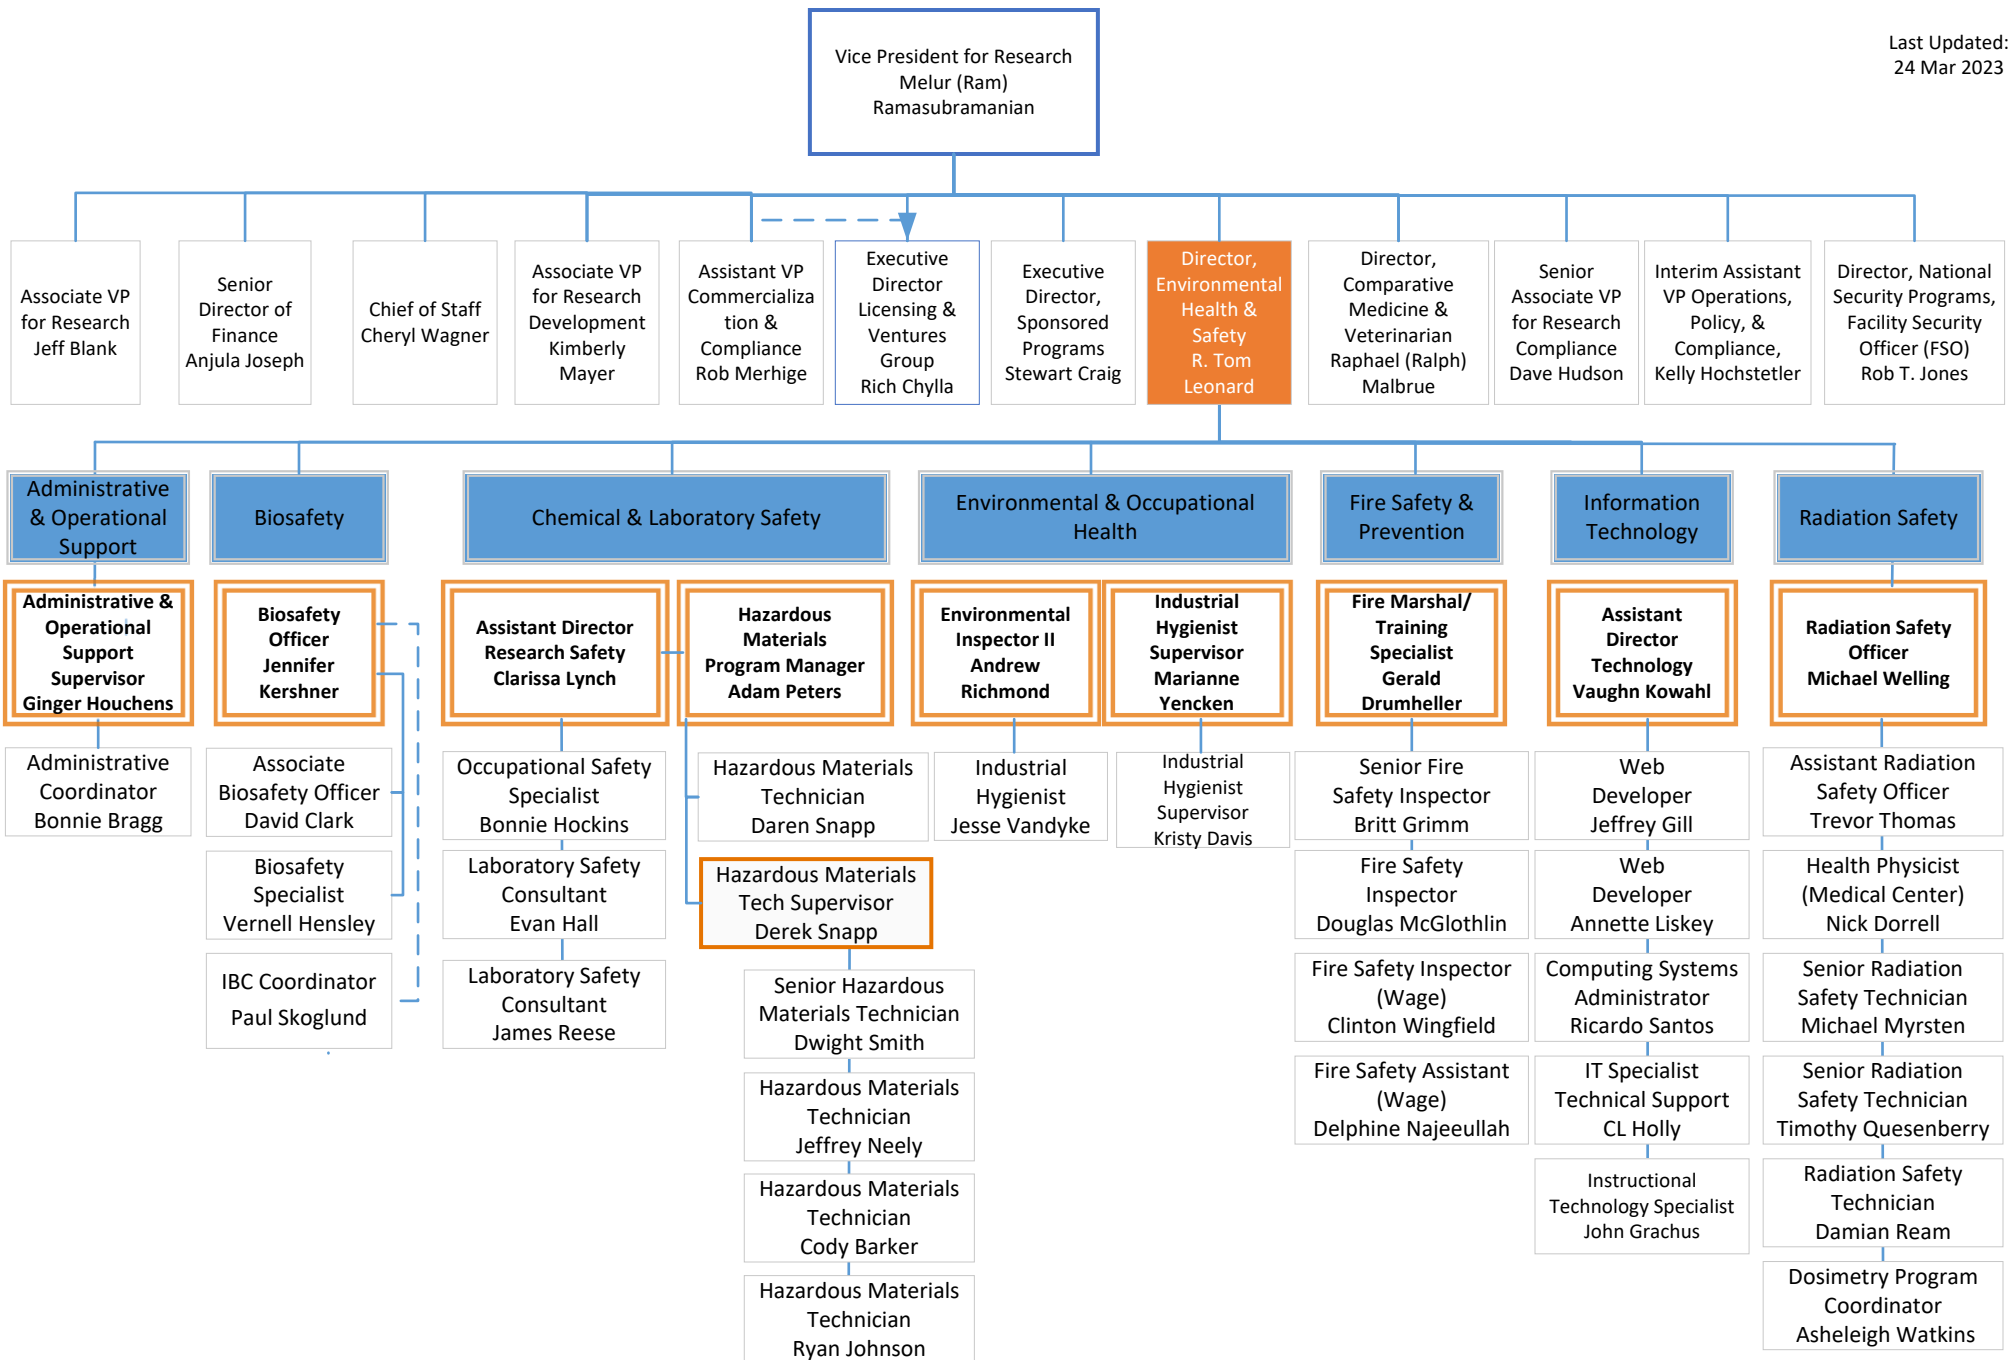 Last Updated:
24 Mar 2023
Vice President for Research
Melur (Ram)
Ramasubramanian
Associate VP
for Research
Jeff Blank
Senior
Director of
Finance
Anjula Joseph
Chief of Staff
Cheryl Wagner
Associate VP
for Research
Development
Kimberly
Mayer
Assistant VP
Commercializa
tion &
Compliance
Rob Merhige
Executive
Director
Licensing &
Ventures
Group
Rich Chylla
Executive
Director,
Sponsored
Programs
Stewart Craig
Director,
Environmental
Health &
Safety
R. Tom
Leonard
Director,
Comparative
Medicine &
Veterinarian
Raphael (Ralph)
Malbrue
Senior
Associate VP
for Research
Compliance
Dave Hudson
Interim Assistant
VP Operations,
Policy, &
Compliance,
Kelly Hochstetler
Director, National
Security Programs,
Facility Security
Officer (FSO)
Rob T. Jones
Administrative
& Operational
Support
Biosafety
Chemical & Laboratory Safety
Environmental & Occupational
Health
Fire Safety &
Prevention
Information
Technology
Radiation Safety
Administrative &
Operational
Support
Supervisor
Ginger Houchens
Biosafety
Officer
Jennifer
Kershner
Assistant Director
Research Safety
Clarissa Lynch
Hazardous
Materials
Program Manager
Adam Peters
Environmental
Inspector II
Andrew
Richmond
Industrial
Hygienist
Supervisor
Marianne
Yencken
Fire Marshal/
Training
Specialist
Gerald
Drumheller
Assistant
Director
Technology
Vaughn Kowahl
Radiation Safety
Officer
Michael Welling
Administrative
Coordinator
Bonnie Bragg
Associate
Biosafety Officer
David Clark
Biosafety
Specialist
Vernell Hensley
IBC Coordinator
Paul Skoglund
Occupational Safety
Specialist
Bonnie Hockins
Laboratory Safety
Consultant
Evan Hall
Laboratory Safety
Consultant
James Reese
Hazardous Materials
Technician
Daren Snapp
Hazardous Materials
Tech Supervisor
Derek Snapp
Senior Hazardous
Materials Technician
Dwight Smith
Hazardous Materials
Technician
Jeffrey Neely
Hazardous Materials
Technician
Cody Barker
Hazardous Materials
Technician
Ryan Johnson
Industrial
Hygienist
Jesse Vandyke
Industrial
Hygienist
Supervisor
Kristy Davis
Senior Fire
Safety Inspector
Britt Grimm
Fire Safety
Inspector
Douglas McGlothlin
Fire Safety Inspector
(Wage)
Clinton Wingfield
Fire Safety Assistant
(Wage)
Delphine Najeeullah
Web
Developer
Jeffrey Gill
Web
Developer
Annette Liskey
Computing Systems
Administrator
Ricardo Santos
IT Specialist
Technical Support
CL Holly
Instructional
Technology Specialist
John Grachus
Assistant Radiation
Safety Officer
Trevor Thomas
Health Physicist
(Medical Center)
Nick Dorrell
Senior Radiation
Safety Technician
Michael Myrsten
Senior Radiation
Safety Technician
Timothy Quesenberry
Radiation Safety
Technician
Damian Ream
Dosimetry Program
Coordinator
Asheleigh Watkins